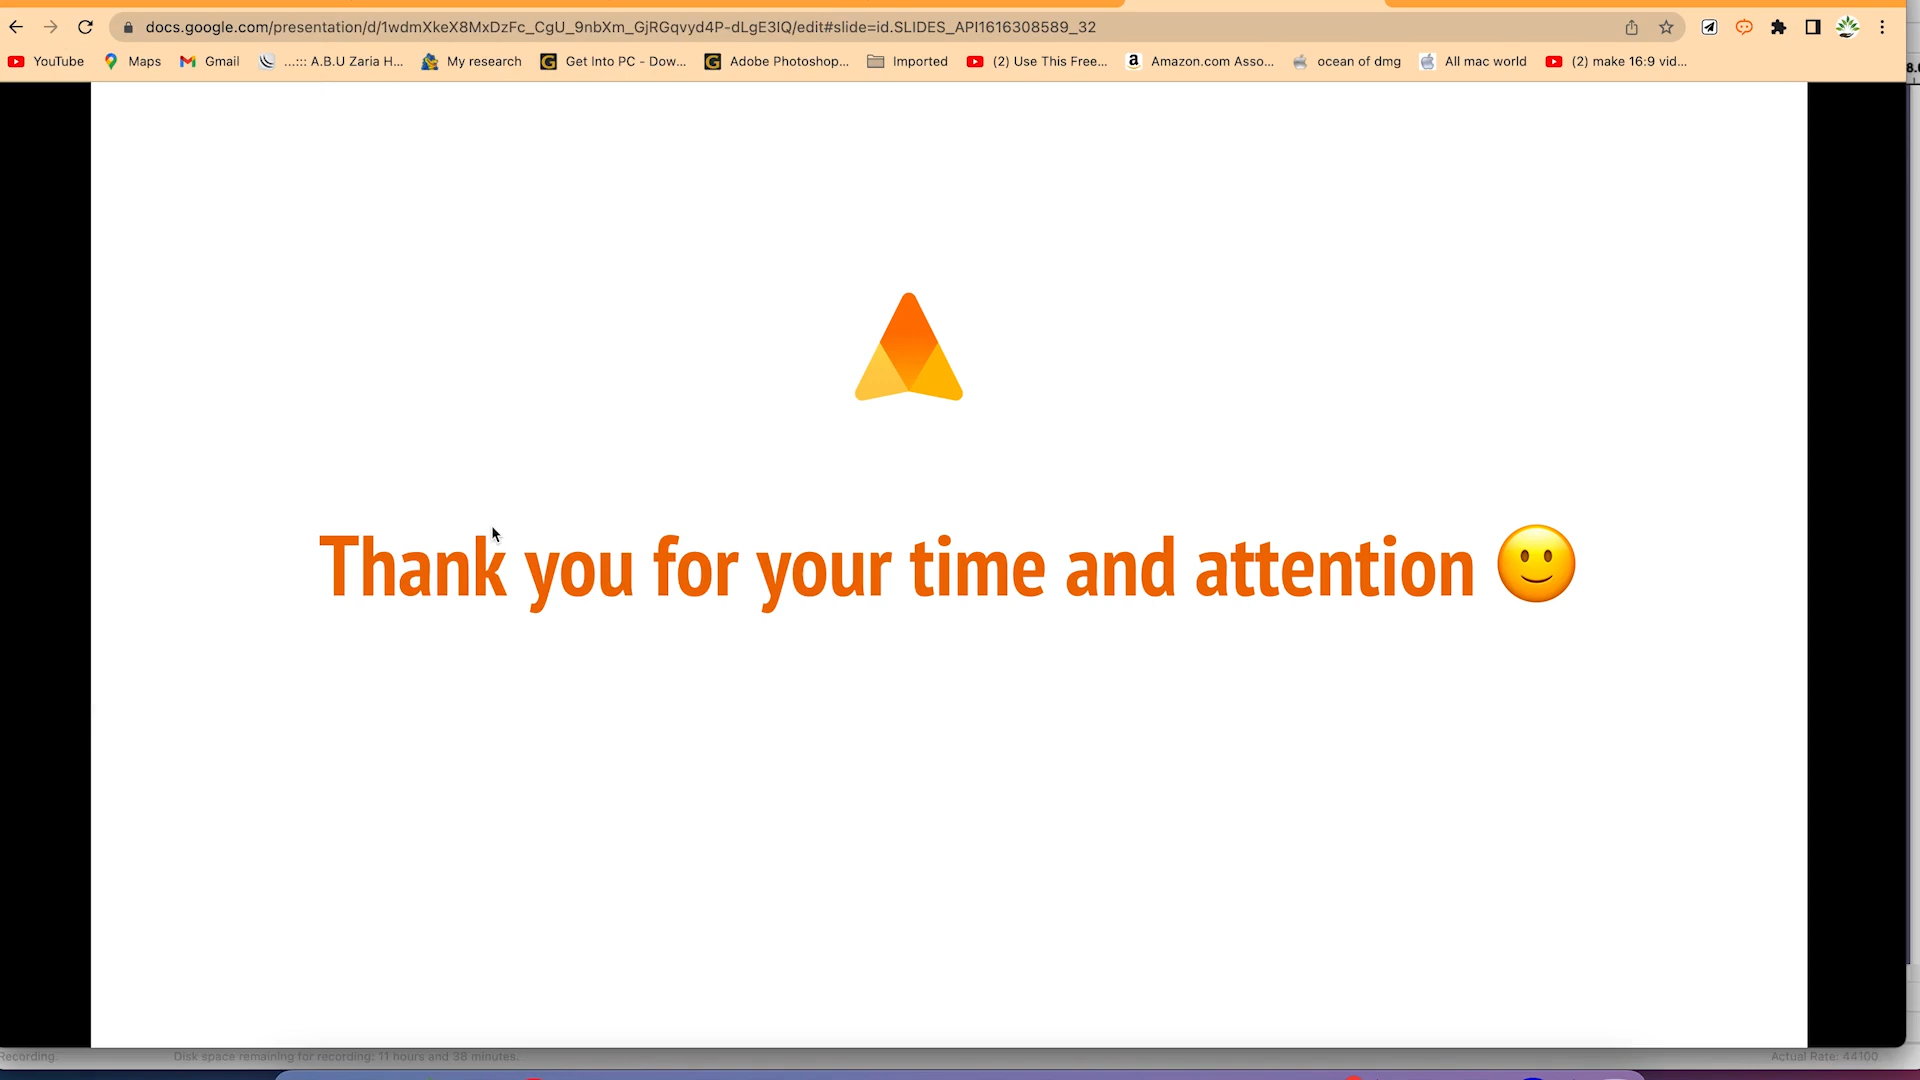 docs.google.com/presentation/d/1wdmXkeX8MxDzFc_CgU_9nbXm_GjRGqvyd4P-dLgE3IQ/edit#slide=id.SLIDES_API1616308589_32
YouTube Maps Gmail ...::: A.B.U Zaria H... My research Get Into PC - Dow... Adobe Photoshop... Imported (2) Use This Free... Amazon.com Asso... ocean of dmg All mac world (2) make 16:9 vid...
Thank you for your time and attention 🙂
Recording. Disk space remaining for recording: 11 hours and 38 minutes. Actual Rate: 44100